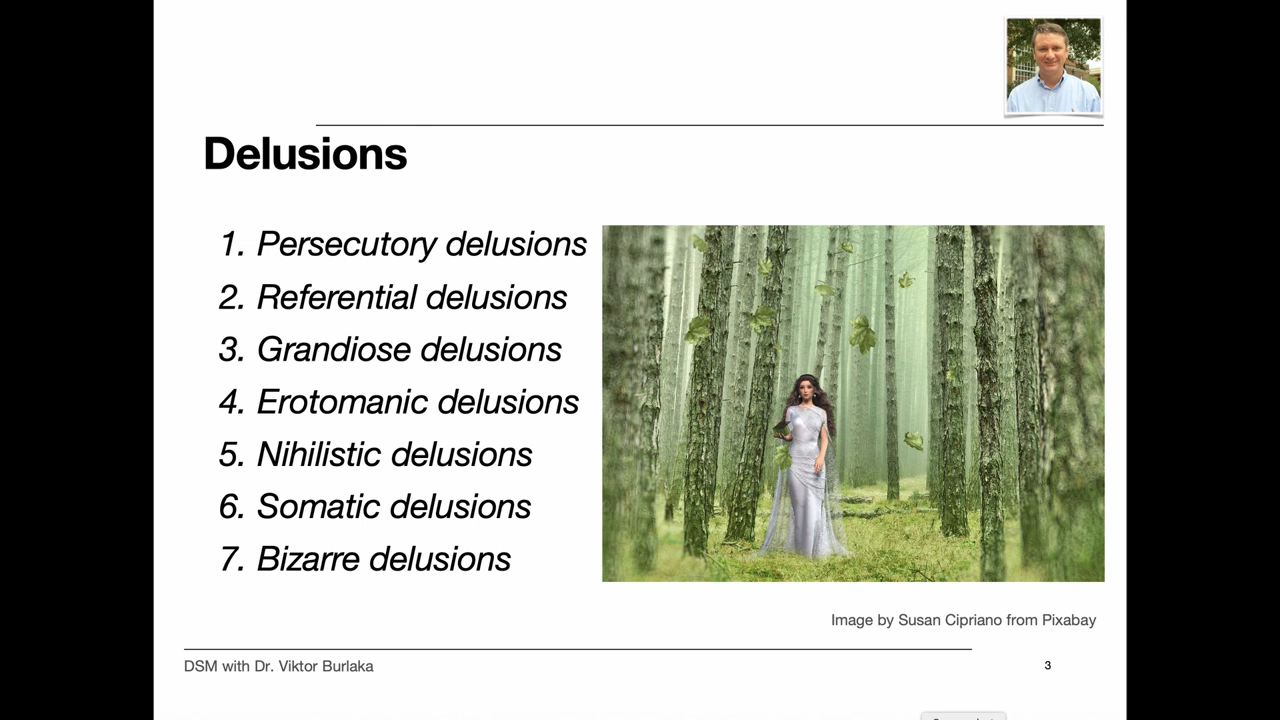 Delusions
1. Persecutory delusions
2. Referential delusions
3. Grandiose delusions
4. Erotomanic delusions
5. Nihilistic delusions
6. Somatic delusions
7. Bizarre delusions
Image by Susan Cipriano from Pixabay
DSM with Dr. Viktor Burlaka
3